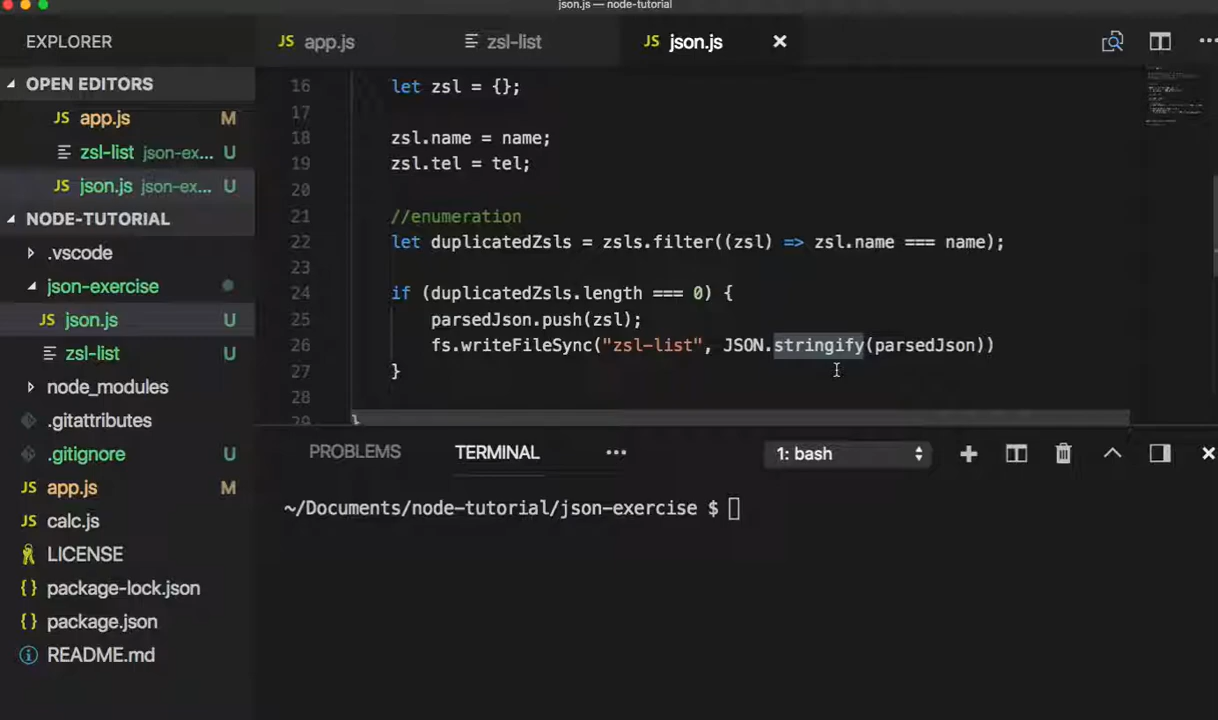 json.js — node-tutorial
EXPLORER
JS app.js
zsl-list
JS json.js
OPEN EDITORS
JS app.js M
zsl-list json-ex... U
JS json.js json-ex... U
NODE-TUTORIAL
.vscode
json-exercise
JS json.js U
zsl-list U
node_modules
.gitattributes
.gitignore U
JS app.js M
JS calc.js
LICENSE
{} package-lock.json
{} package.json
README.md
16 let zsl = {};
17
18 zsl.name = name;
19 zsl.tel = tel;
20
21 //enumeration
22 let duplicatedZsls = zsls.filter((zsl) => zsl.name === name);
23
24 if (duplicatedZsls.length === 0) {
25 parsedJson.push(zsl);
26 fs.writeFileSync("zsl-list", JSON.stringify(parsedJson))
27 }
28
29 }
PROBLEMS TERMINAL ... 1: bash
~/Documents/node-tutorial/json-exercise $